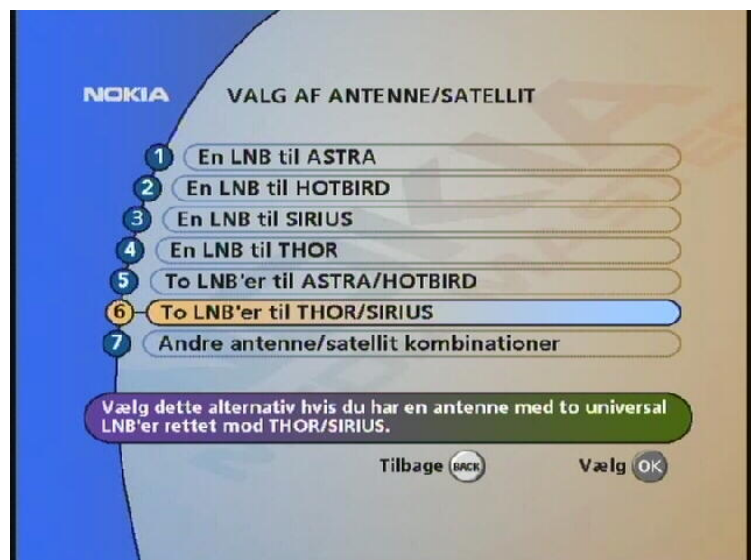 NOKIA
VALG AF ANTENNE/SATELLIT
1 En LNB til ASTRA
2 En LNB til HOTBIRD
3 En LNB til SIRIUS
4 En LNB til THOR
5 To LNB'er til ASTRA/HOTBIRD
6 To LNB'er til THOR/SIRIUS
7 Andre antenne/satellit kombinationer
Vælg dette alternativ hvis du har en antenne med to universal
LNB'er rettet mod THOR/SIRIUS.
Tilbage BACK Vælg OK